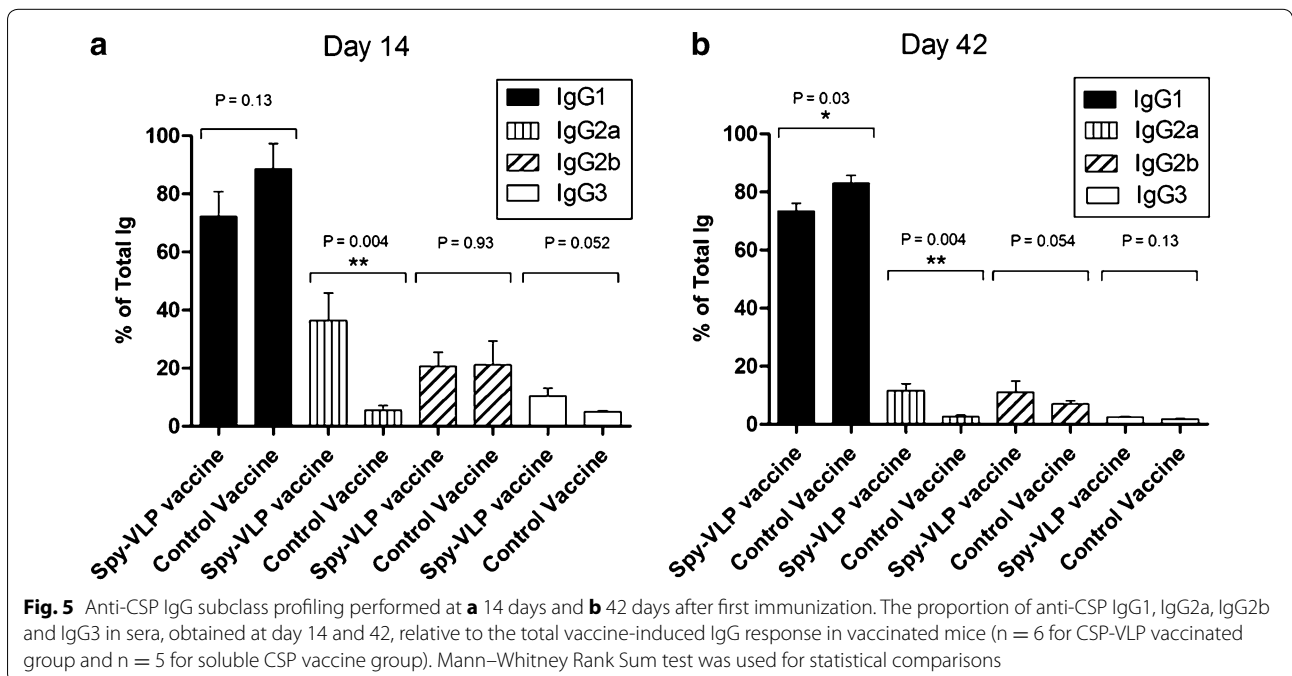 a
Day 14
P = 0.13
IgG1
IgG2a
IgG2b
IgG3
100
80
60
40
20
0
% of Total Ig
P = 0.004
**
P = 0.93
P = 0.052
Spy-VLP vaccine
Control Vaccine
Spy-VLP vaccine
Control Vaccine
Spy-VLP vaccine
Control Vaccine
Spy-VLP vaccine
Control Vaccine
b
Day 42
P = 0.03
*
IgG1
IgG2a
IgG2b
IgG3
100
80
60
40
20
0
% of Total Ig
P = 0.004
**
P = 0.054
P = 0.13
Spy-VLP vaccine
Control Vaccine
Spy-VLP vaccine
Control Vaccine
Spy-VLP vaccine
Control Vaccine
Spy-VLP vaccine
Control Vaccine
Fig. 5 Anti-CSP IgG subclass profiling performed at a 14 days and b 42 days after first immunization. The proportion of anti-CSP IgG1, IgG2a, IgG2b
and IgG3 in sera, obtained at day 14 and 42, relative to the total vaccine-induced IgG response in vaccinated mice (n = 6 for CSP-VLP vaccinated
group and n = 5 for soluble CSP vaccine group). Mann–Whitney Rank Sum test was used for statistical comparisons